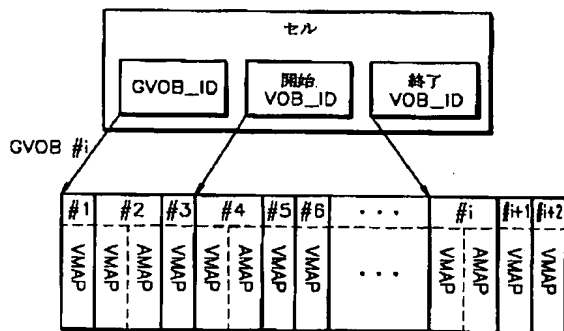 セル
GVOB_ID
開始
VOB_ID
終了
VOB_ID
GVOB #i
#1 #2 #3 #4 #5 #6 ··· #i #i+1 #i+2
VMAP VMAP AMAP VMAP VMAP AMAP VMAP VMAP ··· VMAP AMAP VMAP VMAP